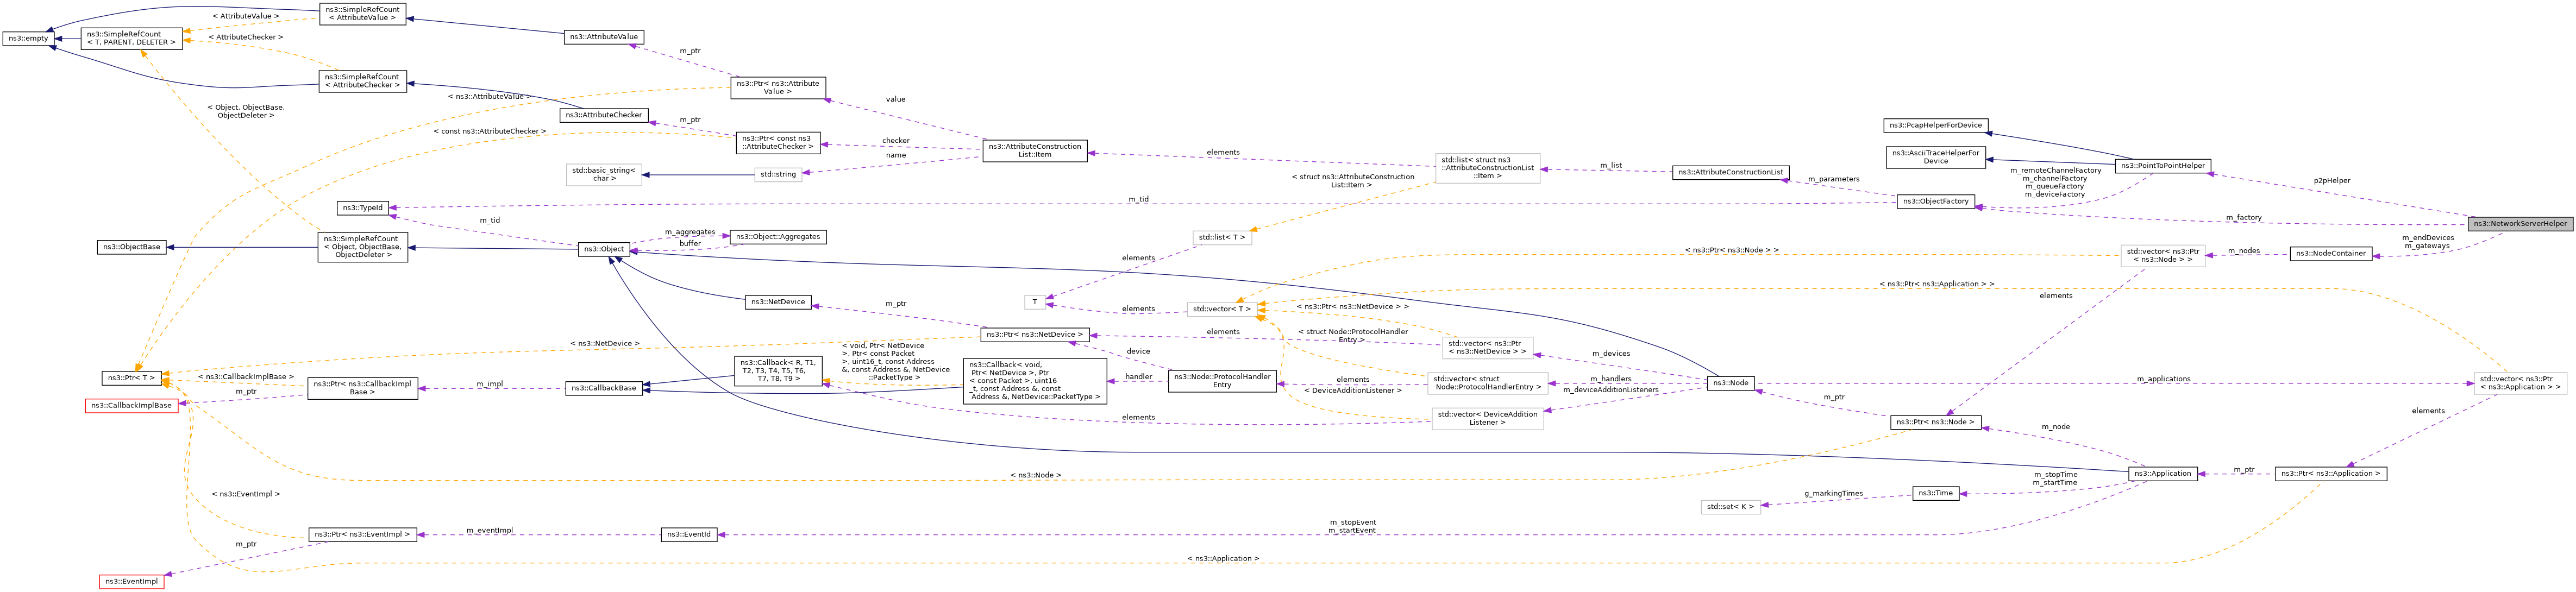 ns3::empty
ns3::SimpleRefCount
< T, PARENT, DELETER >
< AttributeValue >
< AttributeChecker >
ns3::SimpleRefCount
< AttributeValue >
ns3::SimpleRefCount
< AttributeChecker >
ns3::AttributeValue
m_ptr
< ns3::AttributeValue >
ns3::AttributeChecker
ns3::Ptr< ns3::Attribute
Value >
value
< Object, ObjectBase,
ObjectDeleter >
< const ns3::AttributeChecker >
m_ptr
ns3::Ptr< const ns3
::AttributeChecker >
checker
name
ns3::AttributeConstruction
List::Item
std::basic_string<
char >
std::string
elements
std::list< struct ns3
::AttributeConstructionList
::Item >
m_list
ns3::AttributeConstructionList
m_parameters
< struct ns3::AttributeConstruction
List::Item >
ns3::PcapHelperForDevice
ns3::AsciiTraceHelperFor
Device
ns3::PointToPointHelper
m_remoteChannelFactory
m_channelFactory
m_queueFactory
m_deviceFactory
p2pHelper
ns3::ObjectFactory
m_factory
ns3::NetworkServerHelper
m_endDevices
m_gateways
ns3::TypeId
m_tid
m_tid
ns3::ObjectBase
ns3::SimpleRefCount
< Object, ObjectBase,
ObjectDeleter >
ns3::Object
m_aggregates
buffer
ns3::Object::Aggregates
std::list< T >
elements
< ns3::Ptr< ns3::Node > >
std::vector< ns3::Ptr
< ns3::Node > >
m_nodes
ns3::NodeContainer
ns3::NetDevice
m_ptr
T
elements
std::vector< T >
< ns3::Ptr< ns3::Application > >
elements
< ns3::Ptr< ns3::NetDevice > >
ns3::Ptr< ns3::NetDevice >
elements
< struct Node::ProtocolHandler
Entry >
std::vector< ns3::Ptr
< ns3::NetDevice > >
m_devices
< ns3::NetDevice >
device
ns3::Ptr< T >
< ns3::CallbackImplBase >
m_ptr
ns3::CallbackImplBase
ns3::Ptr< ns3::CallbackImpl
Base >
m_impl
ns3::CallbackBase
ns3::Callback< R, T1,
T2, T3, T4, T5, T6,
T7, T8, T9 >
< void, Ptr< NetDevice
>, Ptr< const Packet
>, uint16_t, const Address
&, const Address &, NetDevice
::PacketType >
ns3::Callback< void,
Ptr< NetDevice >, Ptr
< const Packet >, uint16
_t, const Address &, const
Address &, NetDevice::PacketType >
handler
ns3::Node::ProtocolHandler
Entry
elements
< DeviceAdditionListener >
elements
std::vector< struct
Node::ProtocolHandlerEntry >
m_handlers
m_deviceAdditionListeners
std::vector< DeviceAddition
Listener >
ns3::Node
m_applications
m_ptr
ns3::Ptr< ns3::Node >
std::vector< ns3::Ptr
< ns3::Application > >
elements
m_node
< ns3::Node >
ns3::Application
m_ptr
ns3::Ptr< ns3::Application >
m_stopTime
m_startTime
ns3::Time
g_markingTimes
std::set< K >
< ns3::EventImpl >
ns3::Ptr< ns3::EventImpl >
m_eventImpl
ns3::EventId
m_stopEvent
m_startEvent
m_ptr
ns3::EventImpl
< ns3::Application >